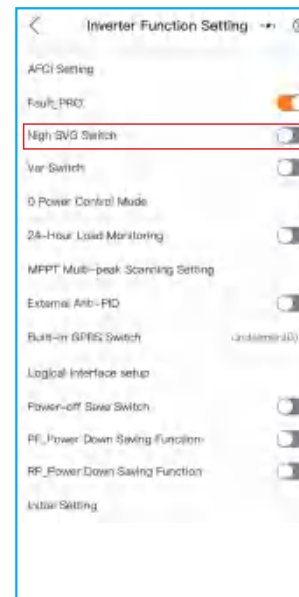 Inverter Function Setting
AFCI Setting
Fault_PRO
Nigh SVG Switch
Var Switch
0 Power Control Mode
24-Hour Load Monitoring
MPPT Multi-peak Scanning Setting
External Anti-PID
Built-in GPRS Switch
Logical interface setup
Power-off Save Switch
PF_Power Down Saving Function
RP_Power Down Saving Function
Initial Setting